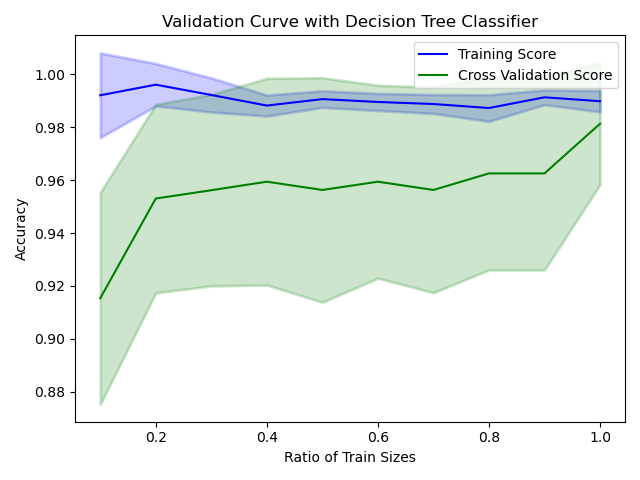 Validation Curve with Decision Tree Classifier
Training Score
Cross Validation Score
1.00
0.98
0.96
0.94
0.92
0.90
0.88
Accuracy
0.2 0.4 0.6 0.8 1.0
Ratio of Train Sizes